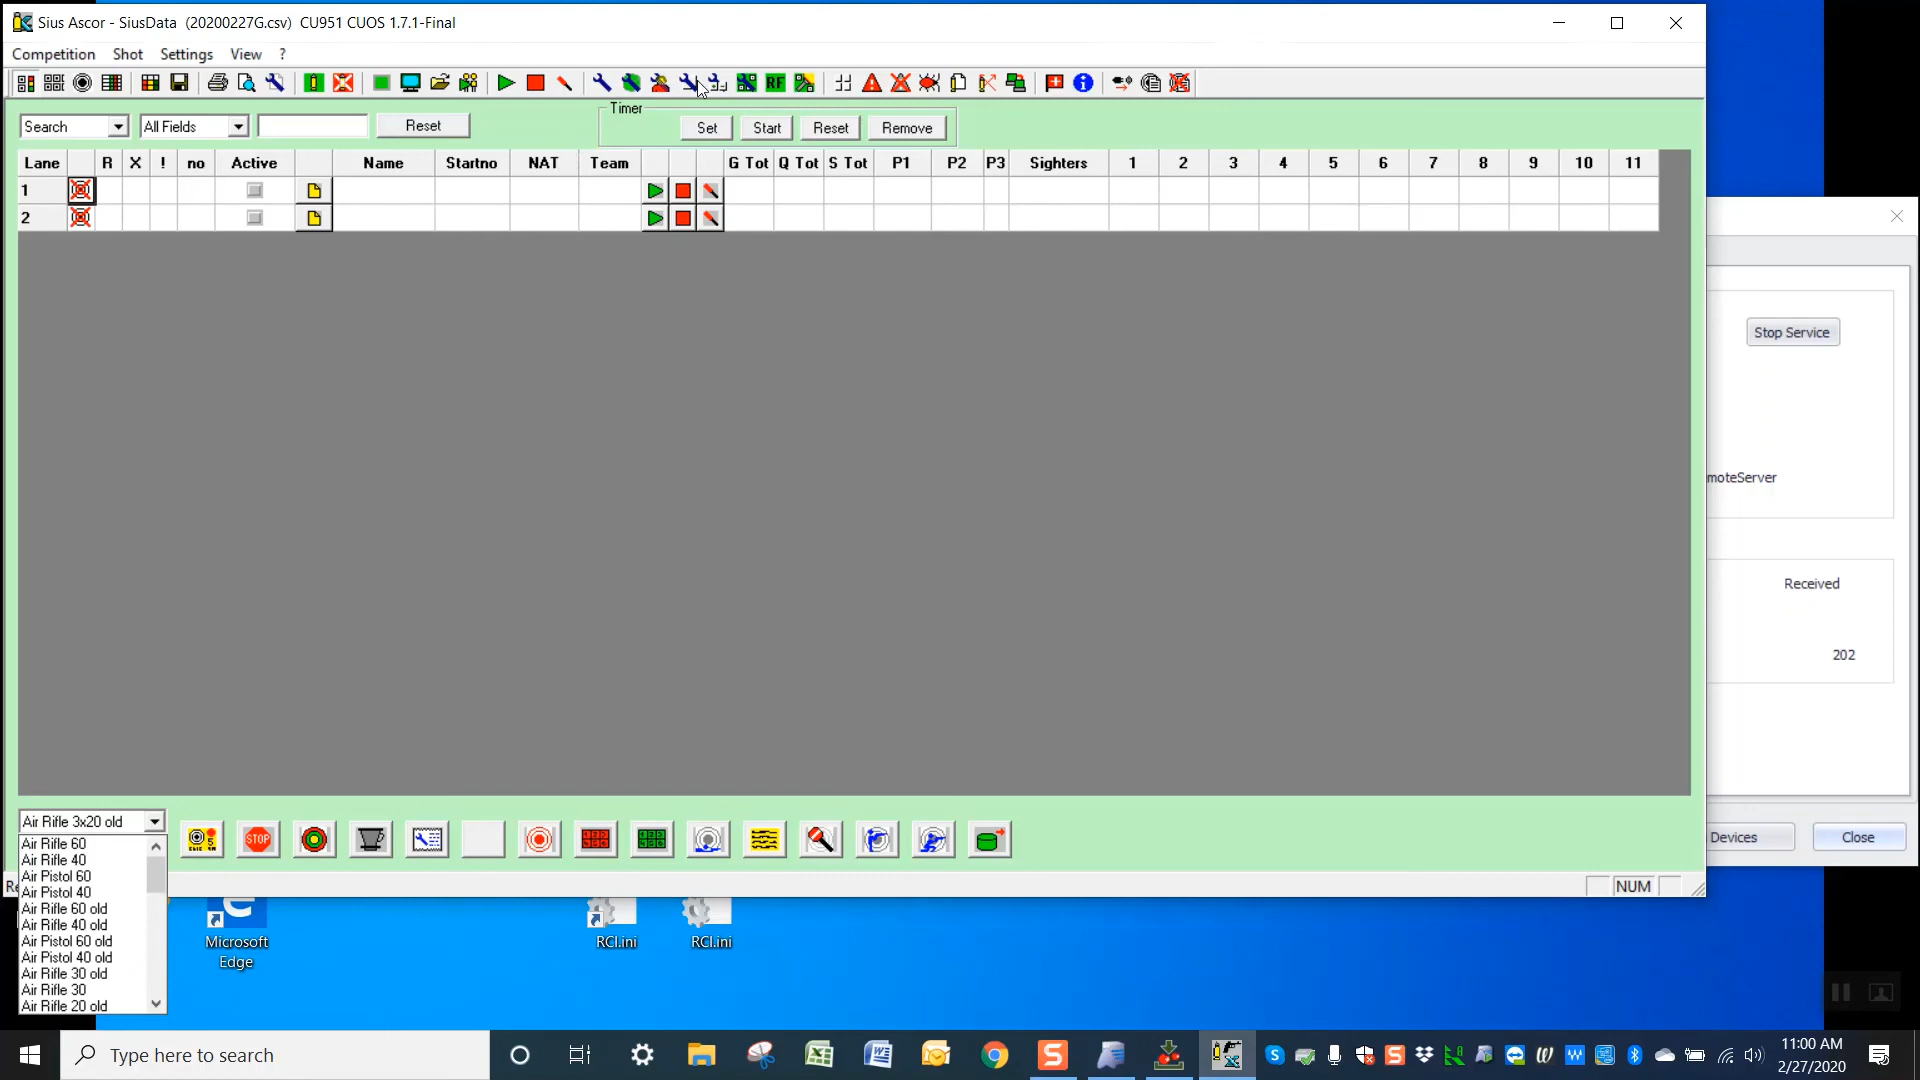 Sius Ascor - SiusData (20200227G.csv) CU951 CUOS 1.7.1-Final
Competition Shot Settings View ?
RF
Search All Fields Reset
Timer
Set Start Reset Remove
Lane R X ! no Active Name Startno NAT Team G Tot Q Tot S Tot P1 P2 P3 Sighters 1 2 3 4 5 6 7 8 9 10 11
1
2
Stop Service
moteServer
Received
202
Devices Close
Air Rifle 3x20 old
STOP
Air Rifle 60
Air Rifle 40
Air Pistol 60
Air Pistol 40
Air Rifle 60 old
Air Rifle 40 old
Air Pistol 60 old
Air Pistol 40 old
Air Rifle 30 old
Air Rifle 30
Air Rifle 20 old
Re
NUM
Microsoft
Edge
RCI.ini
RCI.ini
Type here to search
11:00 AM
2/27/2020